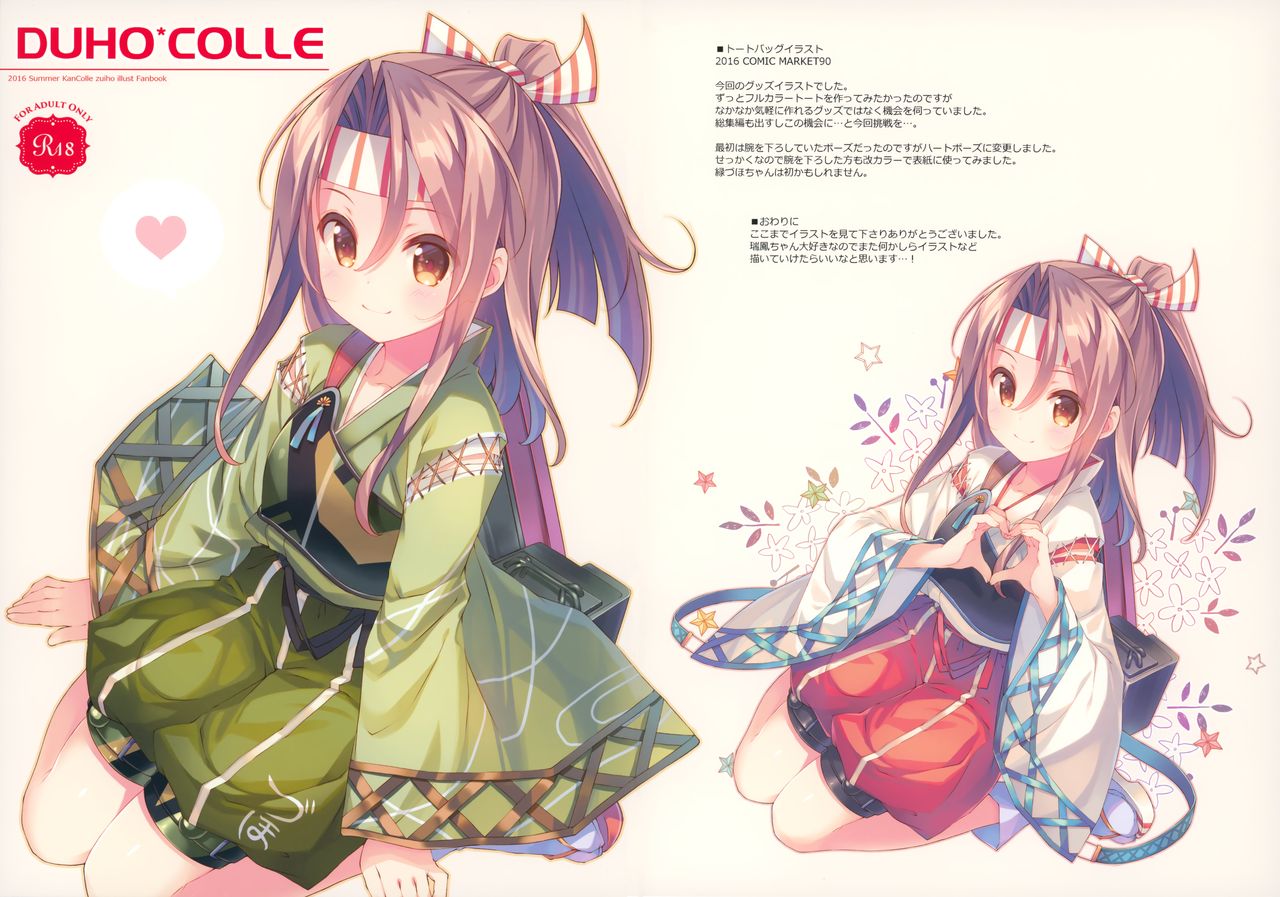 DUHO*COLLE
2016 Summer KanColle zuiho illust Fanbook
FOR ADULT ONLY
R18
■トートバッグイラスト
2016 COMIC MARKET90
今回のグッズイラストでした。
ずっとフルカラートートを作ってみたかったのですが
なかなか気軽に作れるグッズではなく機会を伺っていました。
総集編も出すしこの機会に…と今回挑戦を…。
最初は腕を下ろしていたポーズだったのですがハートポーズに変更しました。
せっかくなので腕を下ろした方も改カラーで表紙に使ってみました。
緑づほちゃんは初かもしれません。
■おわりに
ここまでイラストを見て下さりありがとうございました。
瑞鳳ちゃん大好きなのでまた何かしらイラストなど
描いていけたらいいなと思います…！